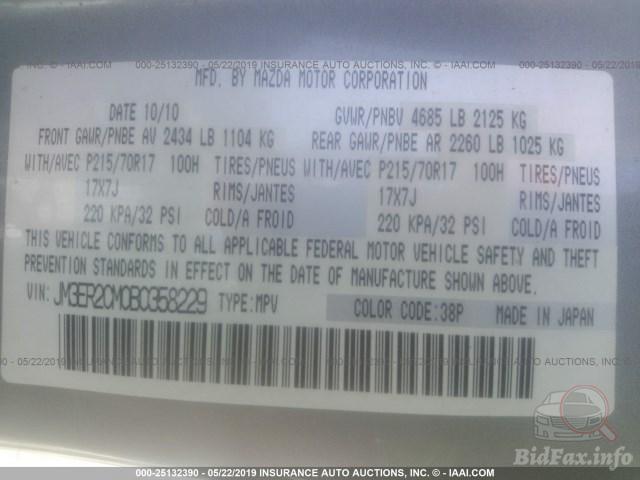 000-25132390 - 05/22/2019 INSURANCE AUTO AUCTIONS, INC. - © IAAI.COM
MFD. BY MAZDA MOTOR CORPORATION
DATE 10/10 GVWR/PNBV 4685 LB 2125 KG
FRONT GAWR/PNBE AV 2434 LB 1104 KG REAR GAWR/PNBE AR 2260 LB 1025 KG
WITH/AVEC P215/70R17 100H TIRES/PNEUS WITH/AVEC P215/70R17 100H TIRES/PNEUS
17X7J RIMS/JANTES 17X7J RIMS/JANTES
220 KPA/32 PSI COLD/A FROID 220 KPA/32 PSI COLD/A FROID
THIS VEHICLE CONFORMS TO ALL APPLICABLE FEDERAL MOTOR VEHICLE SAFETY AND THEFT
PREVENTION STANDARDS IN EFFECT ON THE DATE OF MANUFACTURE SHOWN ABOVE.
VIN: JM3ER2CM0B0358229 TYPE:MPV COLOR CODE:38P MADE IN JAPAN
BidFax.info
000-25132390 - 05/22/2019 INSURANCE AUTO AUCTIONS, INC. - © IAAI.COM